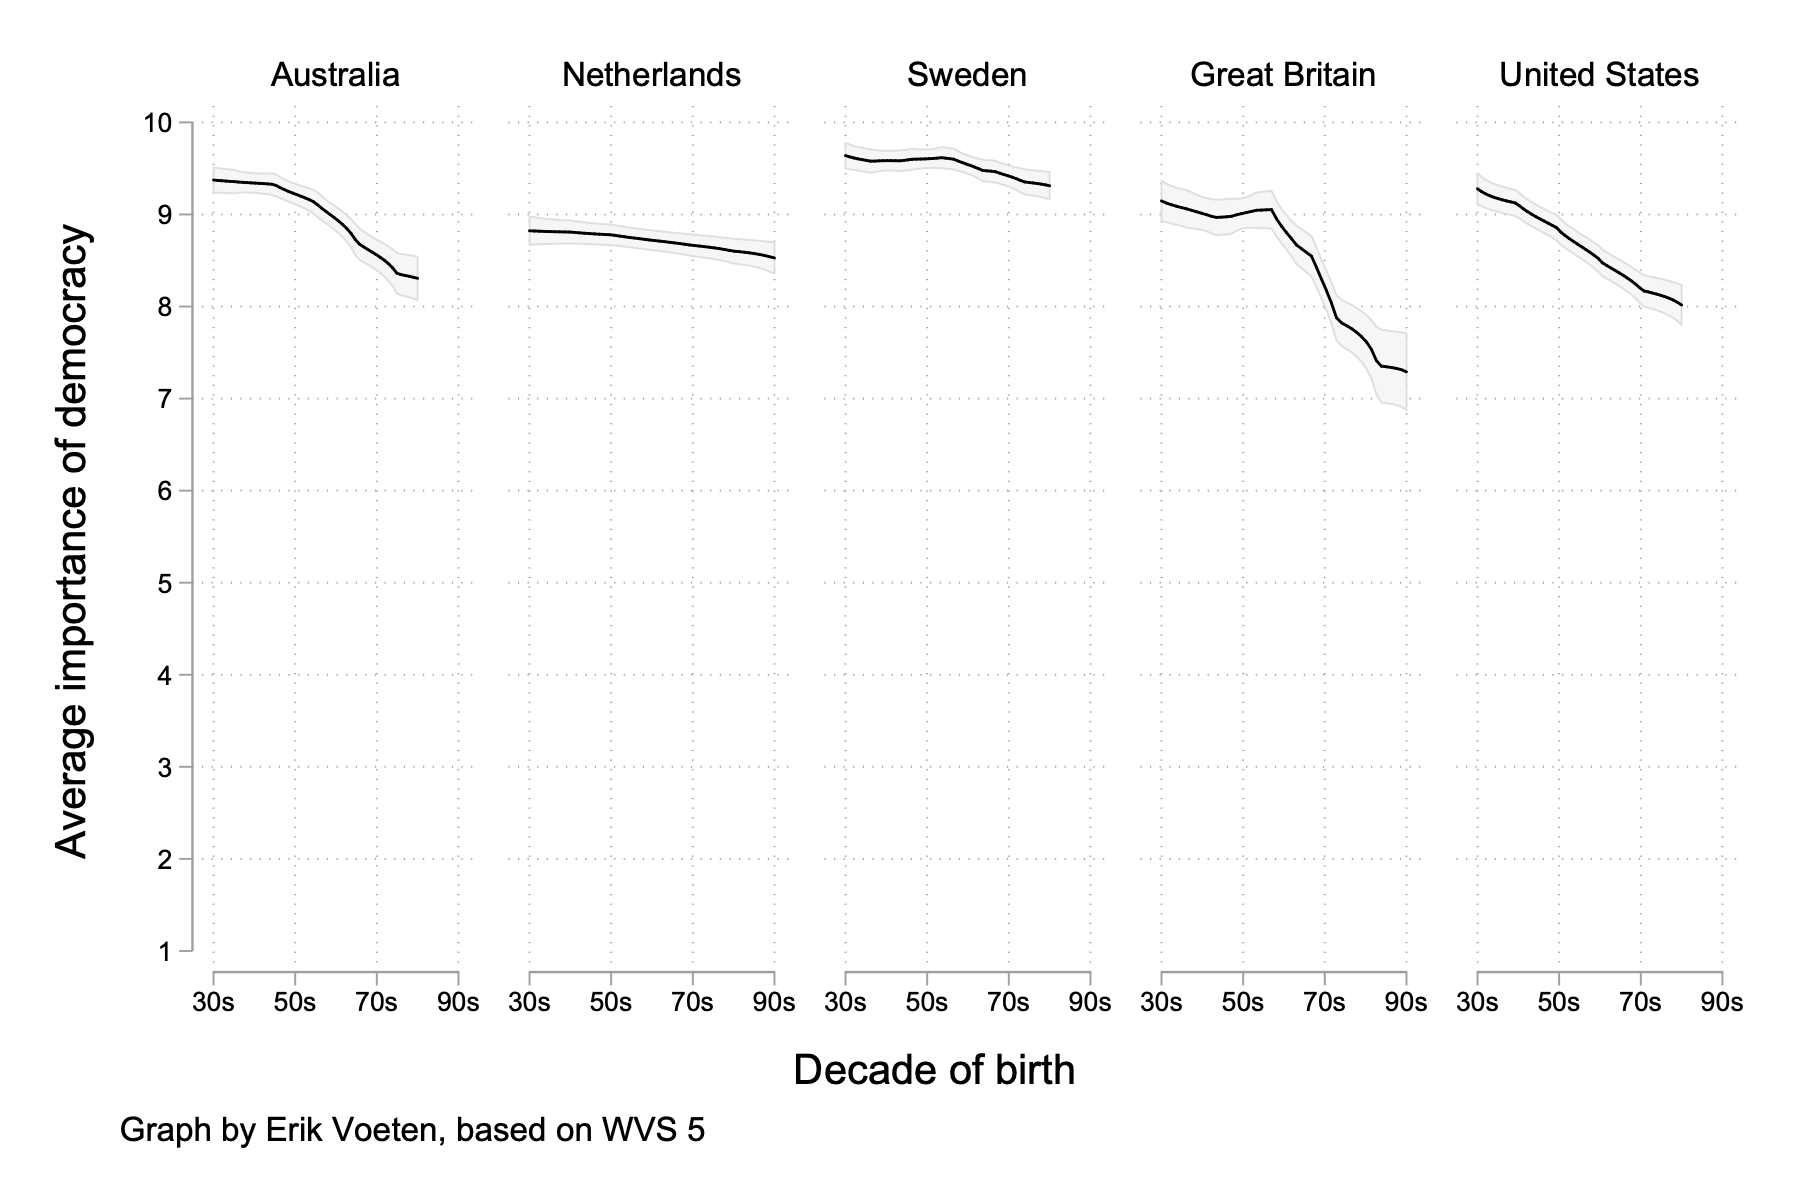 Australia Netherlands Sweden Great Britain United States
Average importance of democracy
10
9
8
7
6
5
4
3
2
1
30s 50s 70s 90s 30s 50s 70s 90s 30s 50s 70s 90s 30s 50s 70s 90s 30s 50s 70s 90s
Decade of birth
Graph by Erik Voeten, based on WVS 5